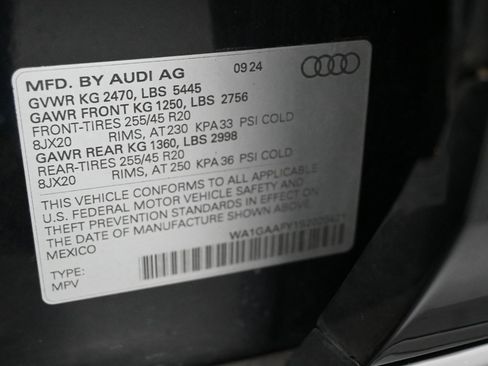 MFD. BY AUDI AG 09 24
GVWR KG 2470, LBS 5445
GAWR FRONT KG 1250, LBS 2756
FRONT-TIRES 255/45 R20
8JX20 RIMS, AT 230 KPA 33 PSI COLD
GAWR REAR KG 1360, LBS 2998
REAR-TIRES 255/45 R20
8JX20 RIMS, AT 250 KPA 36 PSI COLD
THIS VEHICLE CONFORMS TO ALL APPLICABLE
U.S. FEDERAL MOTOR VEHICLE SAFETY AND
THEFT PREVENTION STANDARDS IN EFFECT ON
THE DATE OF MANUFACTURE SHOWN ABOVE.
MEXICO
TYPE:
MPV